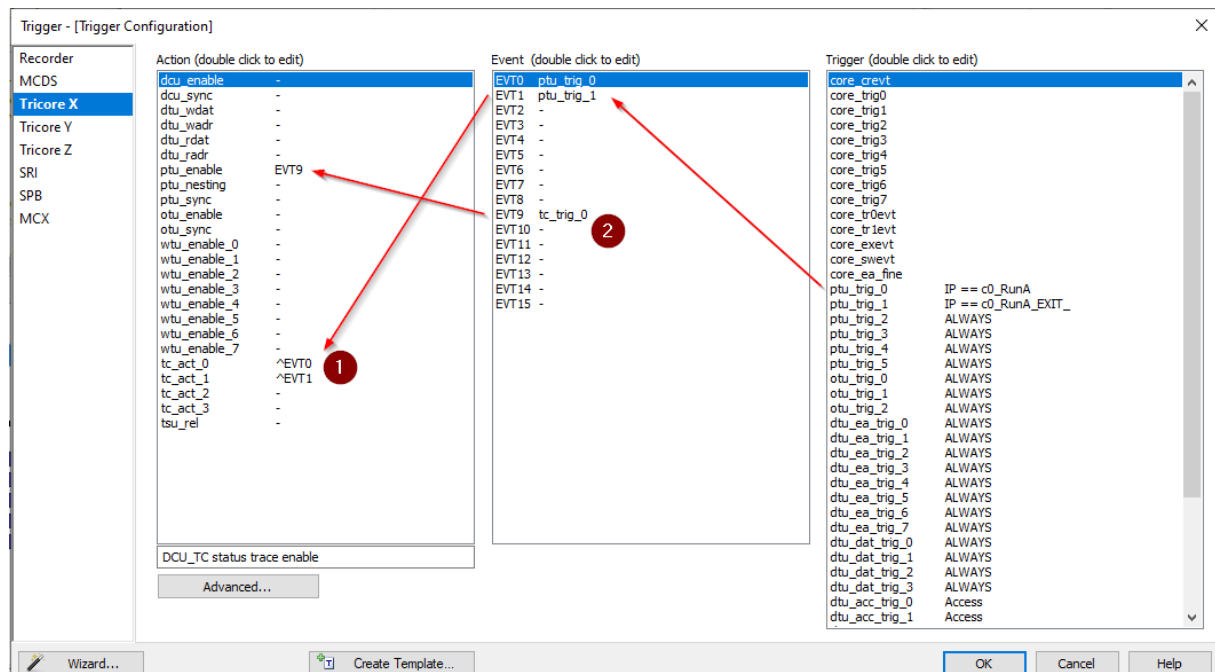 Trigger - [Trigger Configuration]
Recorder
MCDS
Tricore X
Tricore Y
Tricore Z
SRI
SPB
MCX
Action (double click to edit)
dcu_enable -
dcu_sync -
dtu_wdat -
dtu_wadr -
dtu_rdat -
dtu_radr -
ptu_enable EVT9
ptu_nesting -
ptu_sync -
otu_enable -
otu_sync -
wtu_enable_0 -
wtu_enable_1 -
wtu_enable_2 -
wtu_enable_3 -
wtu_enable_4 -
wtu_enable_5 -
wtu_enable_6 -
wtu_enable_7 -
tc_act_0 ^EVT0
tc_act_1 ^EVT1
tc_act_2 -
tc_act_3 -
tsu_rel -
1
DCU_TC status trace enable
Advanced...
Event (double click to edit)
EVT0 ptu_trig_0
EVT1 ptu_trig_1
EVT2 -
EVT3 -
EVT4 -
EVT5 -
EVT6 -
EVT7 -
EVT8 -
EVT9 tc_trig_0
EVT10 -
EVT11 -
EVT12 -
EVT13 -
EVT14 -
EVT15 -
2
Trigger (double click to edit)
core_crevt
core_trig0
core_trig1
core_trig2
core_trig3
core_trig4
core_trig5
core_trig6
core_trig7
core_tr0evt
core_tr1evt
core_exevt
core_swevt
core_ea_fine
ptu_trig_0 IP == c0_RunA
ptu_trig_1 IP == c0_RunA_EXIT_
ptu_trig_2 ALWAYS
ptu_trig_3 ALWAYS
ptu_trig_4 ALWAYS
ptu_trig_5 ALWAYS
otu_trig_0 ALWAYS
otu_trig_1 ALWAYS
otu_trig_2 ALWAYS
dtu_ea_trig_0 ALWAYS
dtu_ea_trig_1 ALWAYS
dtu_ea_trig_2 ALWAYS
dtu_ea_trig_3 ALWAYS
dtu_ea_trig_4 ALWAYS
dtu_ea_trig_5 ALWAYS
dtu_ea_trig_6 ALWAYS
dtu_ea_trig_7 ALWAYS
dtu_dat_trig_0 ALWAYS
dtu_dat_trig_1 ALWAYS
dtu_dat_trig_2 ALWAYS
dtu_dat_trig_3 ALWAYS
dtu_acc_trig_0 Access
dtu_acc_trig_1 Access
Wizard...
Create Template...
OK
Cancel
Help